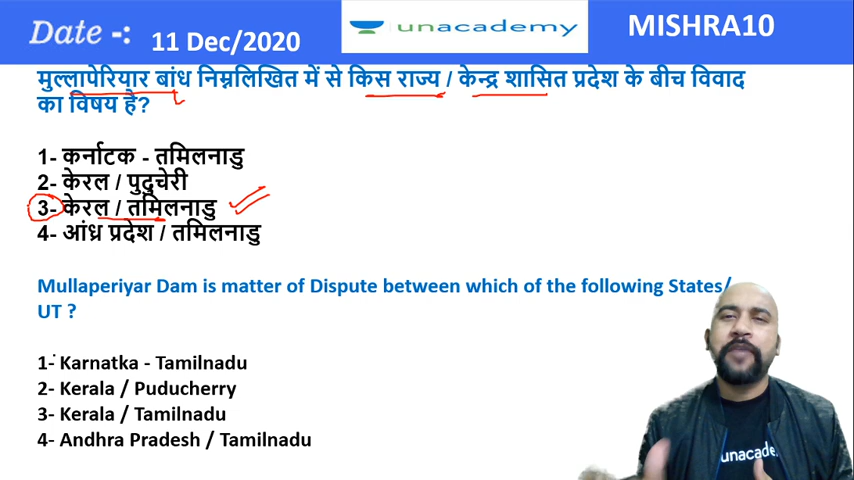 Date -: 11 Dec/2020
unacademy
MISHRA10
मुल्लापेरियार बांध निम्नलिखित में से किस राज्य / केन्द्र शासित प्रदेश के बीच विवाद
का विषय है?
1- कर्नाटक - तमिलनाडु
2- केरल / पुदुचेरी
3- केरल / तमिलनाडु
4- आंध्र प्रदेश / तमिलनाडु
Mullaperiyar Dam is matter of Dispute between which of the following States/
UT ?
1- Karnatka - Tamilnadu
2- Kerala / Puducherry
3- Kerala / Tamilnadu
4- Andhra Pradesh / Tamilnadu
unacade